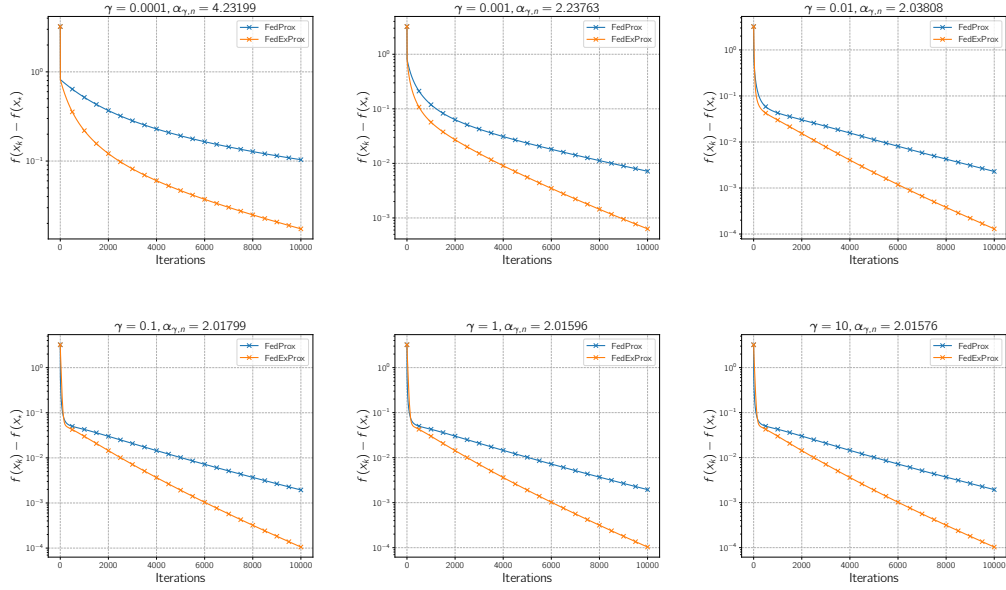 γ = 0.0001, α_{γ,n} = 4.23199
FedProx
FedExProx
10^0
10^{-1}
f(x_k) − f(x_*)
0 2000 4000 6000 8000 10000
Iterations
γ = 0.001, α_{γ,n} = 2.23763
FedProx
FedExProx
10^0
10^{-1}
10^{-2}
10^{-3}
f(x_k) − f(x_*)
0 2000 4000 6000 8000 10000
Iterations
γ = 0.01, α_{γ,n} = 2.03808
FedProx
FedExProx
10^0
10^{-1}
10^{-2}
10^{-3}
10^{-4}
f(x_k) − f(x_*)
0 2000 4000 6000 8000 10000
Iterations
γ = 0.1, α_{γ,n} = 2.01799
FedProx
FedExProx
10^0
10^{-1}
10^{-2}
10^{-3}
10^{-4}
f(x_k) − f(x_*)
0 2000 4000 6000 8000 10000
Iterations
γ = 1, α_{γ,n} = 2.01596
FedProx
FedExProx
10^0
10^{-1}
10^{-2}
10^{-3}
10^{-4}
f(x_k) − f(x_*)
0 2000 4000 6000 8000 10000
Iterations
γ = 10, α_{γ,n} = 2.01576
FedProx
FedExProx
10^0
10^{-1}
10^{-2}
10^{-3}
10^{-4}
f(x_k) − f(x_*)
0 2000 4000 6000 8000 10000
Iterations